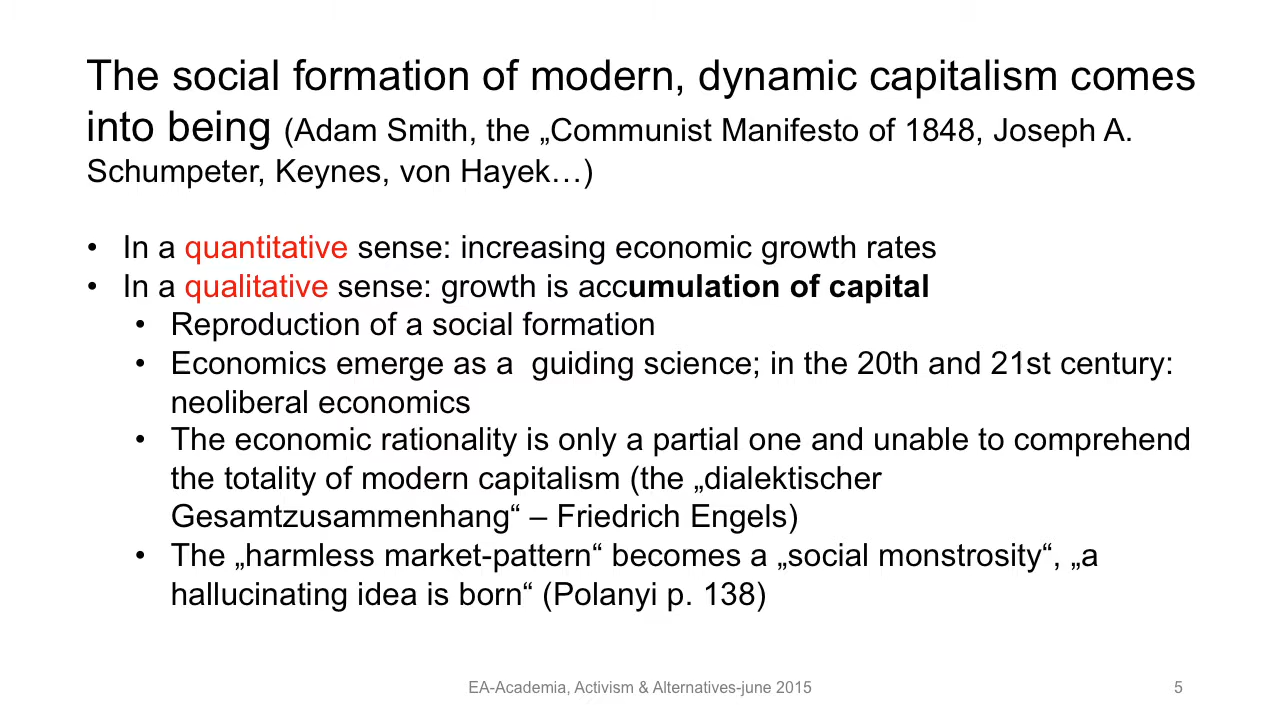 The social formation of modern, dynamic capitalism comes
into being (Adam Smith, the „Communist Manifesto of 1848, Joseph A.
Schumpeter, Keynes, von Hayek…)
• In a quantitative sense: increasing economic growth rates
• In a qualitative sense: growth is accumulation of capital
• Reproduction of a social formation
• Economics emerge as a  guiding science; in the 20th and 21st century:
neoliberal economics
• The economic rationality is only a partial one and unable to comprehend
the totality of modern capitalism (the „dialektischer
Gesamtzusammenhang“ – Friedrich Engels)
• The „harmless market-pattern“ becomes a „social monstrosity“, „a
hallucinating idea is born“ (Polanyi p. 138)
EA-Academia, Activism & Alternatives-june 2015
5